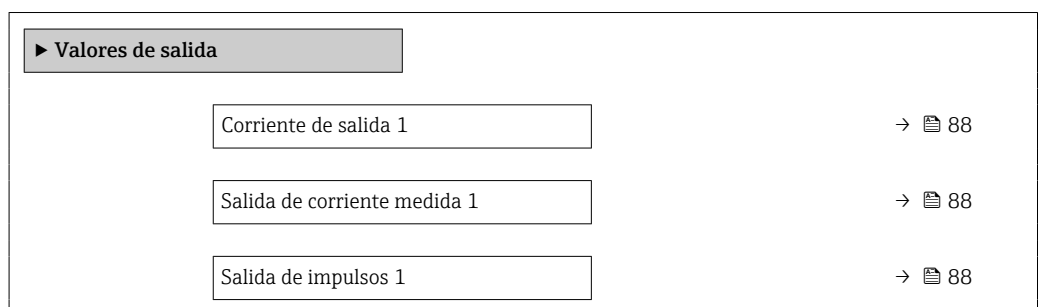 ▶ Valores de salida
Corriente de salida 1 → 88
Salida de corriente medida 1 → 88
Salida de impulsos 1 → 88